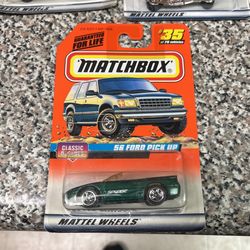 GUARANTEED
FOR LIFE
#35
MATCHBOX
CLASSIC
56 FORD PICK UP
MATTEL WHEELS
MATTEL WHEELS